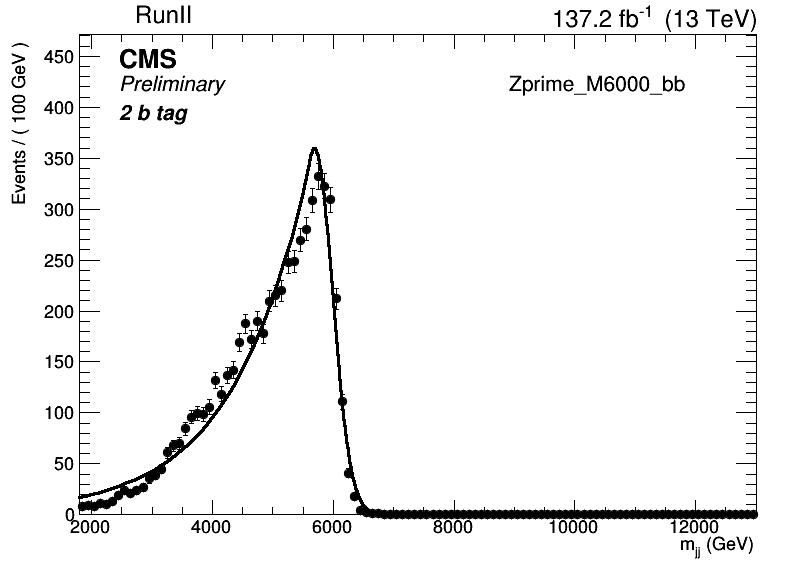 RunII 137.2 fb⁻¹ (13 TeV)
CMS
Preliminary
2 b tag
Zprime_M6000_bb
Events / ( 100 GeV )
450
400
350
300
250
200
150
100
50
0
2000 4000 6000 8000 10000 12000
m_jj (GeV)